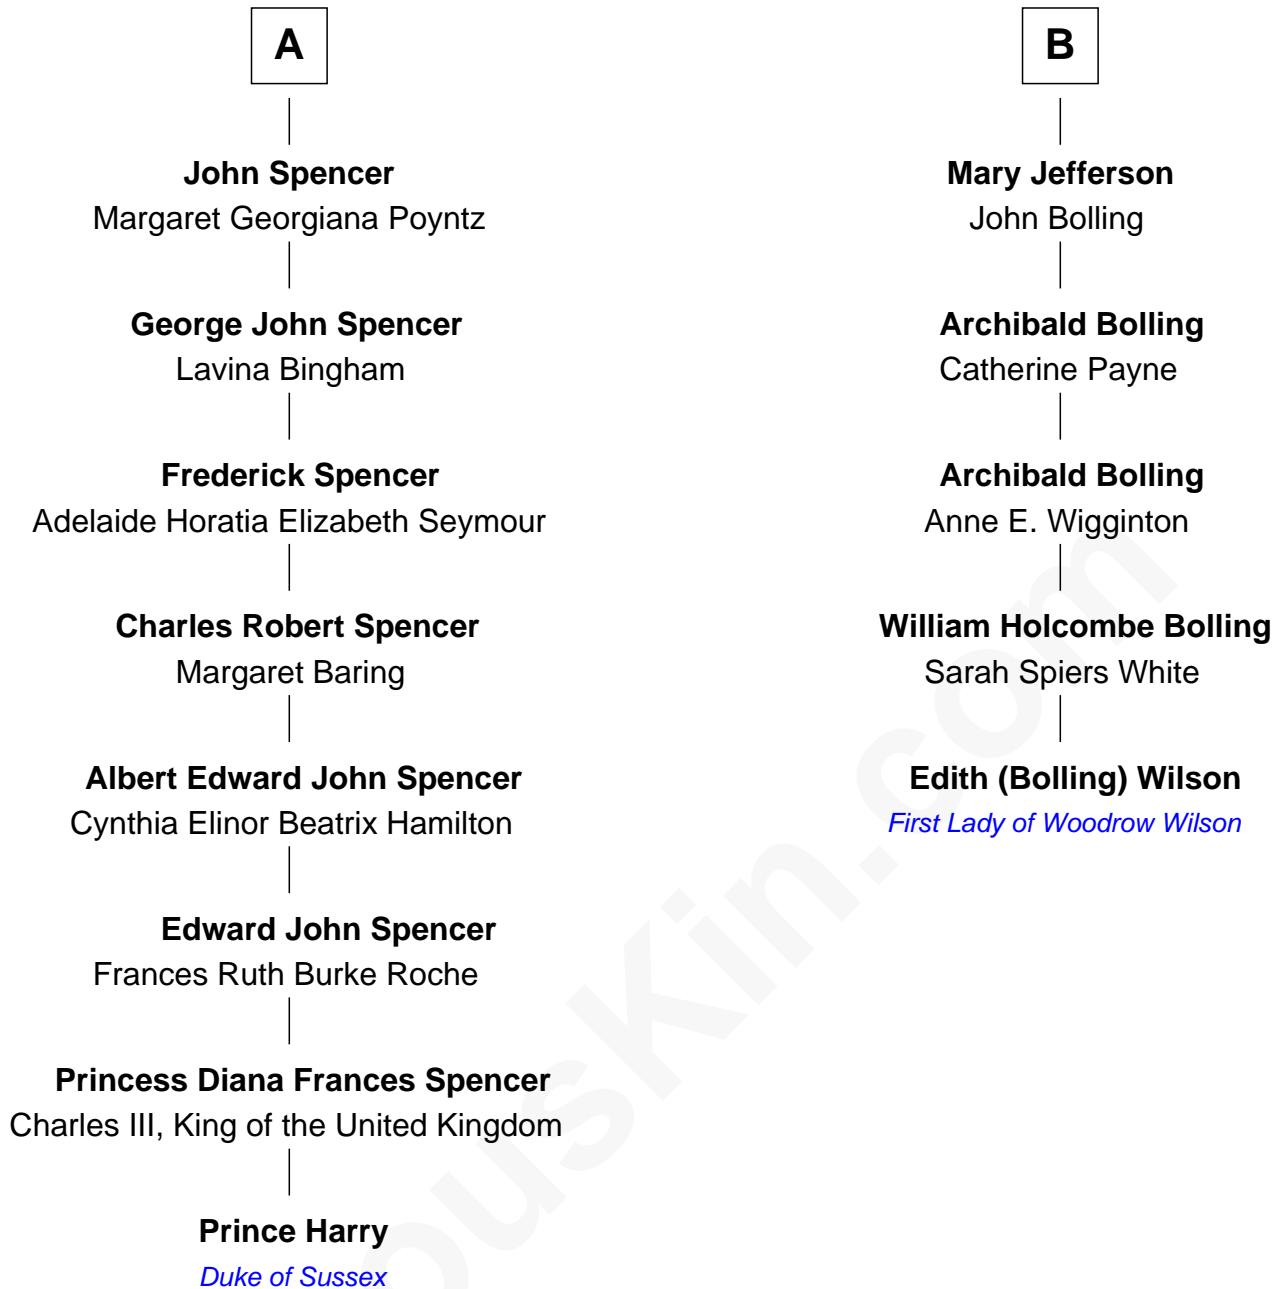 A
John Spencer
Margaret Georgiana Poyntz
George John Spencer
Lavina Bingham
Frederick Spencer
Adelaide Horatia Elizabeth Seymour
Charles Robert Spencer
Margaret Baring
Albert Edward John Spencer
Cynthia Elinor Beatrix Hamilton
Edward John Spencer
Frances Ruth Burke Roche
Princess Diana Frances Spencer
Charles III, King of the United Kingdom
Prince Harry
Duke of Sussex
B
Mary Jefferson
John Bolling
Archibald Bolling
Catherine Payne
Archibald Bolling
Anne E. Wigginton
William Holcombe Bolling
Sarah Spiers White
Edith (Bolling) Wilson
First Lady of Woodrow Wilson
ousKin.com